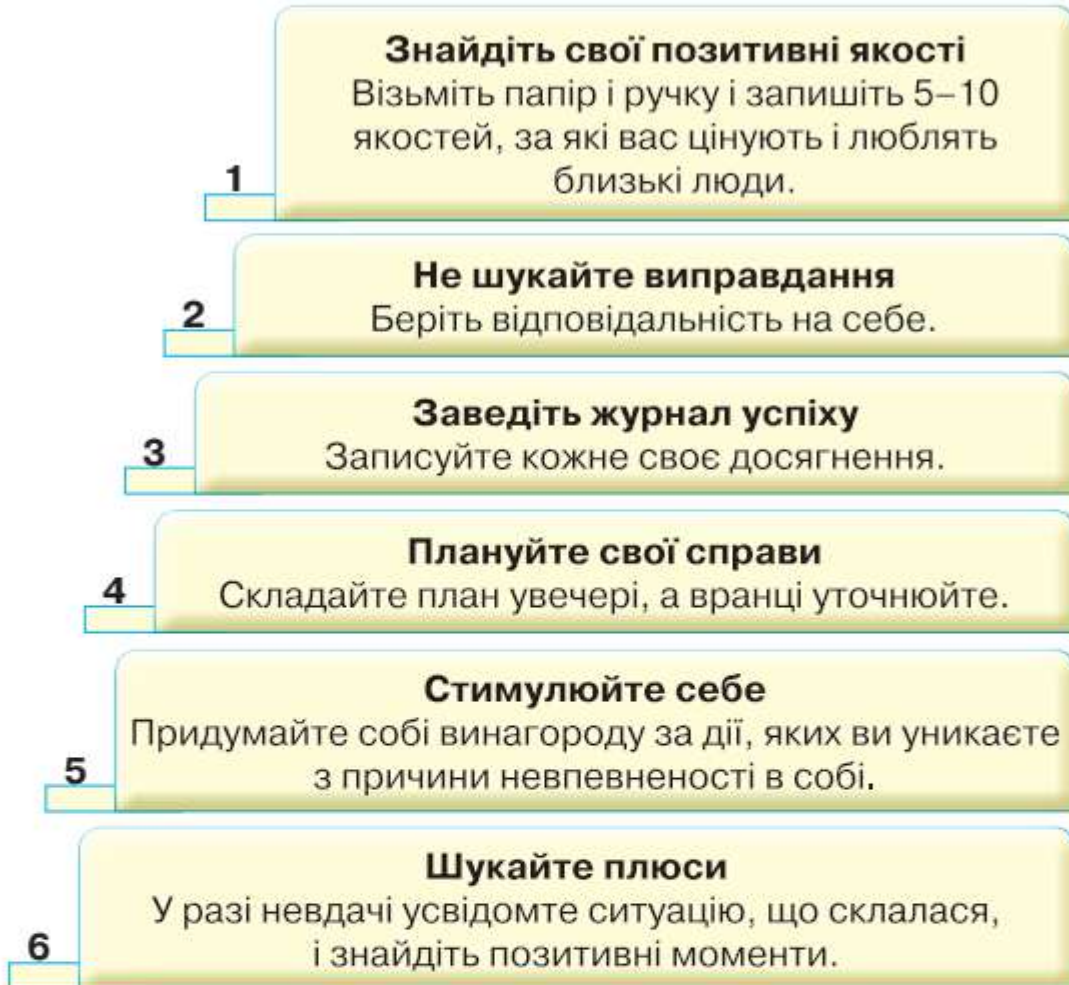 Знайдіть свої позитивні якості
Візьміть папір і ручку і запишіть 5–10
якостей, за які вас цінують і люблять
близькі люди.
1
Не шукайте виправдання
Беріть відповідальність на себе.
2
Заведіть журнал успіху
Записуйте кожне своє досягнення.
3
Плануйте свої справи
Складайте план увечері, а вранці уточнюйте.
4
Стимулюйте себе
Придумайте собі винагороду за дії, яких ви уникаєте
з причини невпевненості в собі.
5
Шукайте плюси
У разі невдачі усвідомте ситуацію, що склалася,
і знайдіть позитивні моменти.
6